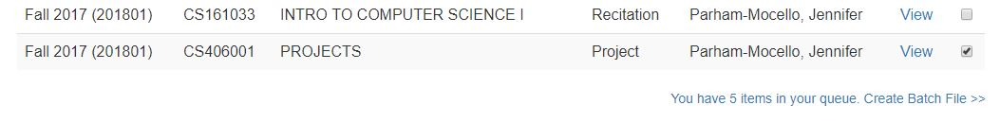 Fall 2017 (201801) CS161033 INTRO TO COMPUTER SCIENCE I Recitation Parham-Mocello, Jennifer View
Fall 2017 (201801) CS406001 PROJECTS Project Parham-Mocello, Jennifer View
You have 5 items in your queue. Create Batch File >>